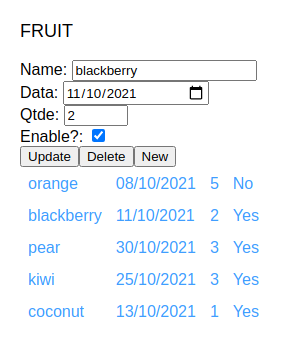 FRUIT
Name: blackberry
Data: 11/10/2021
Qtde: 2
Enable?:
Update Delete New
orange 08/10/2021 5 No
blackberry 11/10/2021 2 Yes
pear 30/10/2021 3 Yes
kiwi 25/10/2021 3 Yes
coconut 13/10/2021 1 Yes